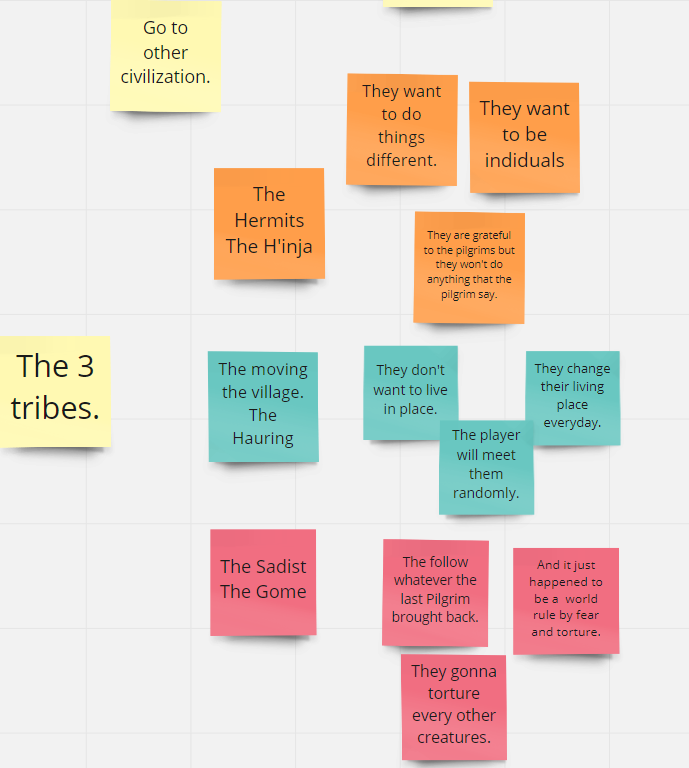 Go to
other
civilization.
They want
to do
things
different.
They want
to be
indiduals
The
Hermits
The H'inja
They are grateful
to the pilgrims but
they won't do
anything that the
pilgrim say.
The 3
tribes.
The moving
the village.
The
Hauring
They don't
want to live
in place.
They change
their living
place
everyday.
The player
will meet
them
randomly.
The Sadist
The Gome
The follow
whatever the
last Pilgrim
brought back.
And it just
happened to
be a world
rule by fear
and torture.
They gonna
torture
every other
creatures.